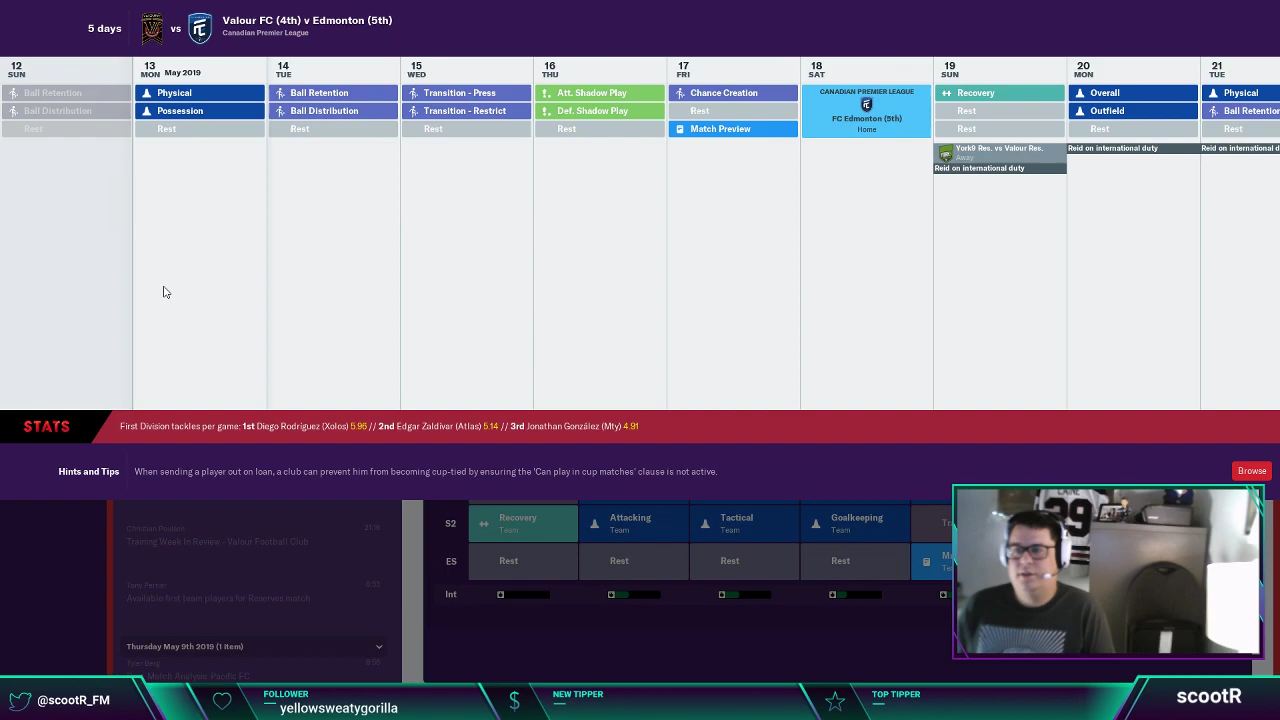 5 days
vs
Valour FC (4th) v Edmonton (5th)
Canadian Premier League
12
SUN
13
MON May 2019
14
TUE
15
WED
16
THU
17
FRI
18
SAT
19
SUN
20
MON
21
TUE
Ball Retention
Physical
Ball Retention
Transition - Press
Att. Shadow Play
Chance Creation
CANADIAN PREMIER LEAGUE
FC Edmonton (5th)
Home
Recovery
Overall
Physical
Ball Distribution
Possession
Ball Distribution
Transition - Restrict
Def. Shadow Play
Rest
Rest
Outfield
Ball Retention
Rest
Rest
Rest
Rest
Rest
Match Preview
Rest
Rest
Rest
York9 Res. vs Valour Res.
Away
Reid on international duty
Reid on international d
Reid on international duty
STATS
First Division tackles per game: 1st Diego Rodríguez (Xolos) 5.96 // 2nd Edgar Zaldívar (Atlas) 5.14 // 3rd Jonathan González (Mty) 4.91
Hints and Tips
When sending a player out on loan, a club can prevent him from becoming cup-tied by ensuring the 'Can play in cup matches' clause is not active.
Browse
Training Week In Review - Valour Football Club
Available first team players for Reserves match
Thursday May 9th 2019 (1 Item)
Match Analysis: Pacific FC
S2
Recovery
Team
Attacking
Team
Tactical
Team
Goalkeeping
Team
ES
Rest
Rest
Rest
Rest
Int
29
@scootR_FM
FOLLOWER
yellowsweatygorilla
NEW TIPPER
TOP TIPPER
scootR